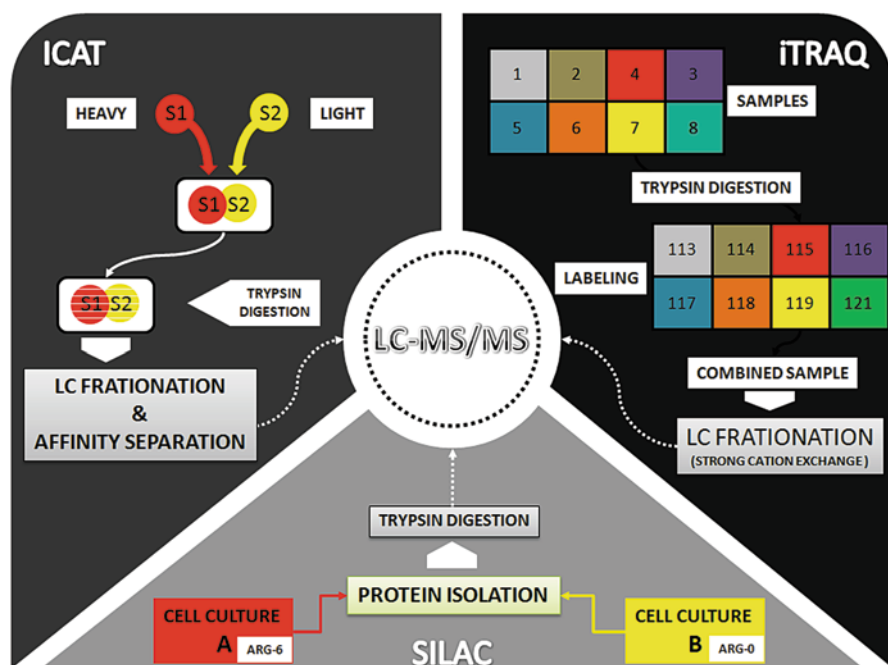 ICAT
HEAVY
S1
S2
LIGHT
S1
S2
S1
S2
TRYPSIN
DIGESTION
LC FRATIONATION
&
AFFINITY SEPARATION
iTRAQ
1
2
4
3
5
6
7
8
SAMPLES
TRYPSIN DIGESTION
LABELING
113
114
115
116
117
118
119
121
COMBINED SAMPLE
LC FRATIONATION
(STRONG CATION EXCHANGE)
LC-MS/MS
TRYPSIN DIGESTION
PROTEIN ISOLATION
CELL CULTURE
A
ARG-6
CELL CULTURE
B
ARG-0
SILAC